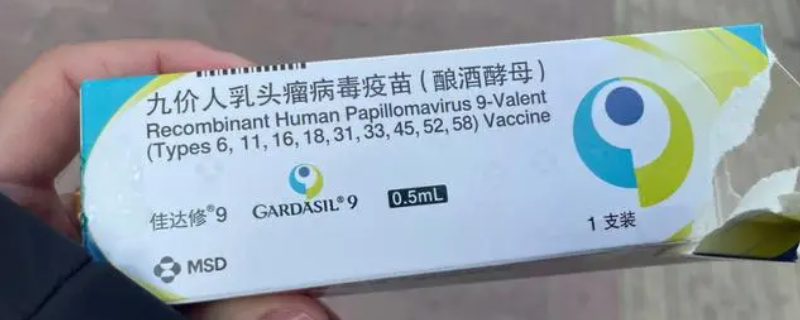 九价人乳头瘤病毒疫苗（酿酒酵母）
Recombinant Human Papillomavirus 9-Valent
(Types 6, 11, 16, 18, 31, 33, 45, 52, 58) Vaccine
佳达修®9 GARDASIL®9 0.5mL
1 支装
MSD